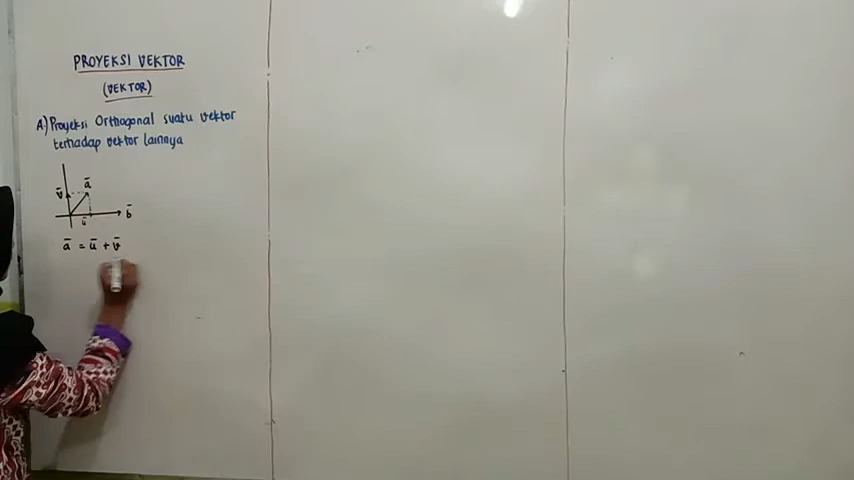 PROYEKSI VEKTOR
(VEKTOR)
A) Proyeksi Orthogonal suatu vektor
terhadap vektor lainnya
ā
v̄
b̄
ū
ā = ū + v̄